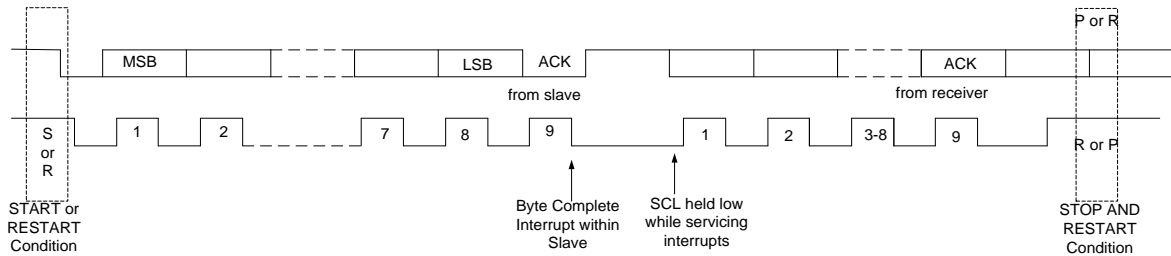 P or R
MSB
LSB
ACK
ACK
from slave
from receiver
S
or
R
1
2
7
8
9
1
2
3-8
9
R or P
START or
RESTART
Condition
Byte Complete
Interrupt within
Slave
SCL held low
while servicing
interrupts
STOP AND
RESTART
Condition